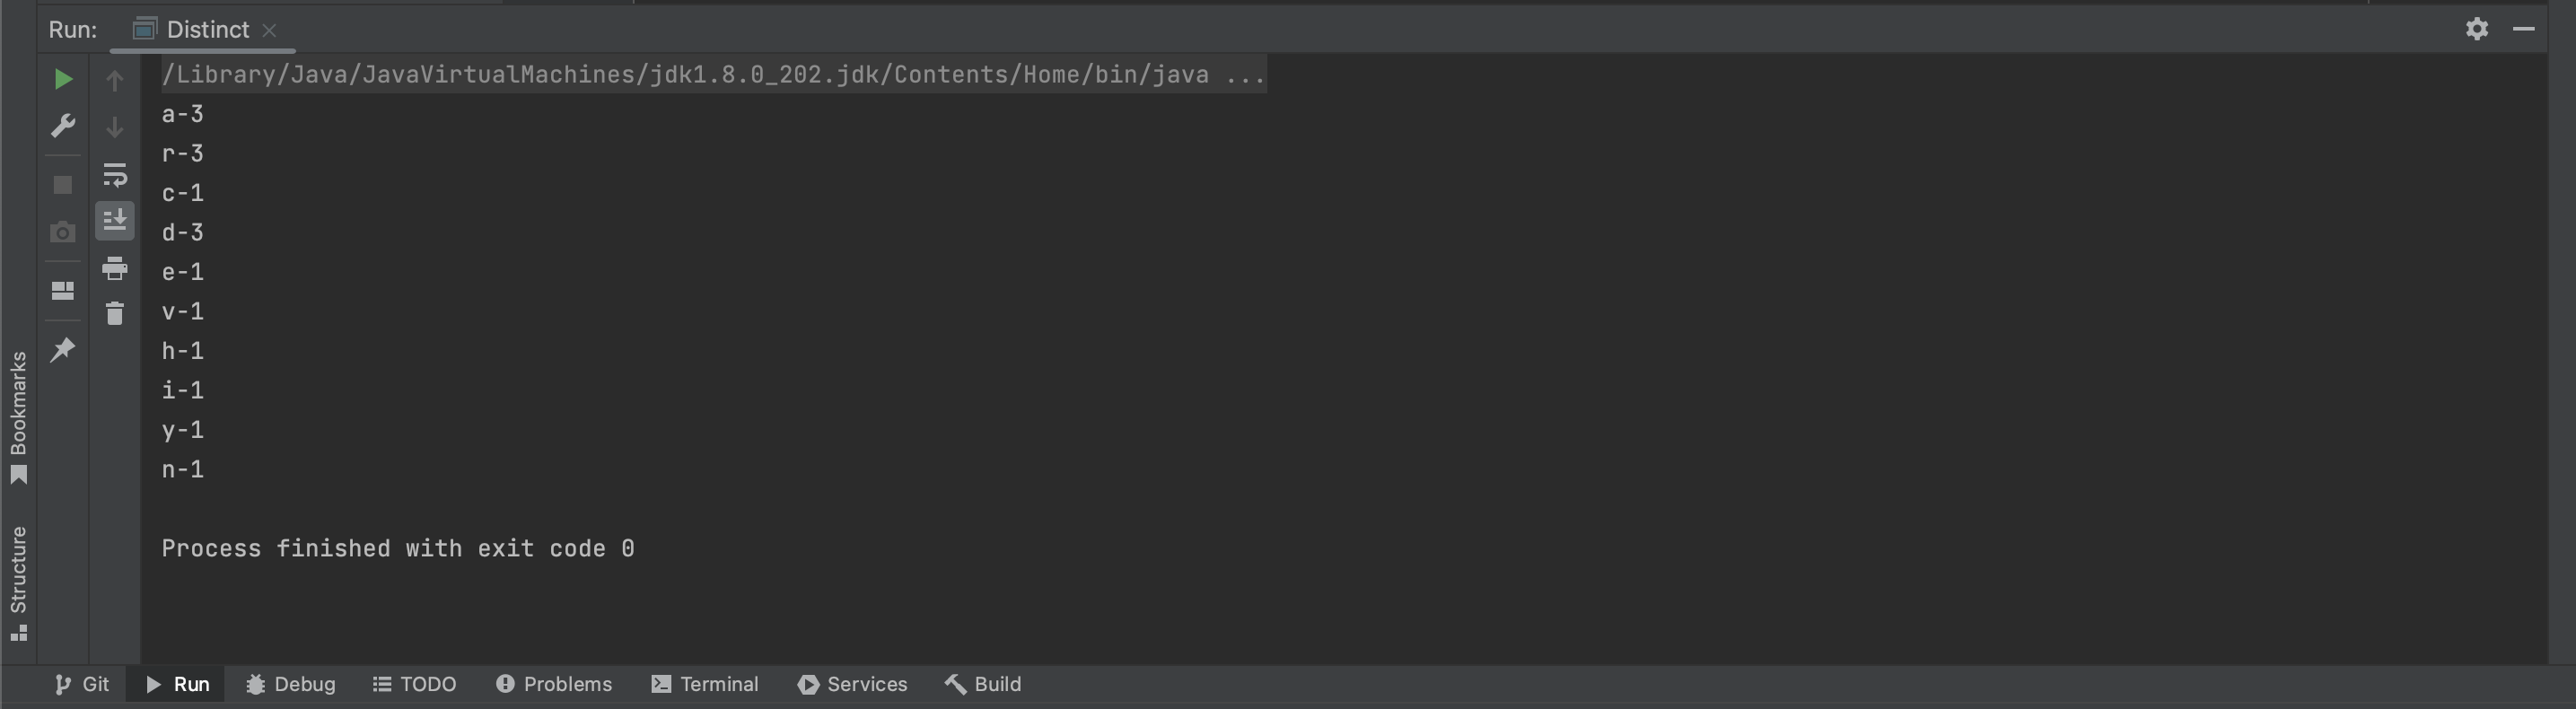 Run: Distinct
/Library/Java/JavaVirtualMachines/jdk1.8.0_202.jdk/Contents/Home/bin/java ...
a-3
r-3
c-1
d-3
e-1
v-1
h-1
i-1
y-1
n-1
Process finished with exit code 0
Bookmarks
Structure
Git Run Debug TODO Problems Terminal Services Build